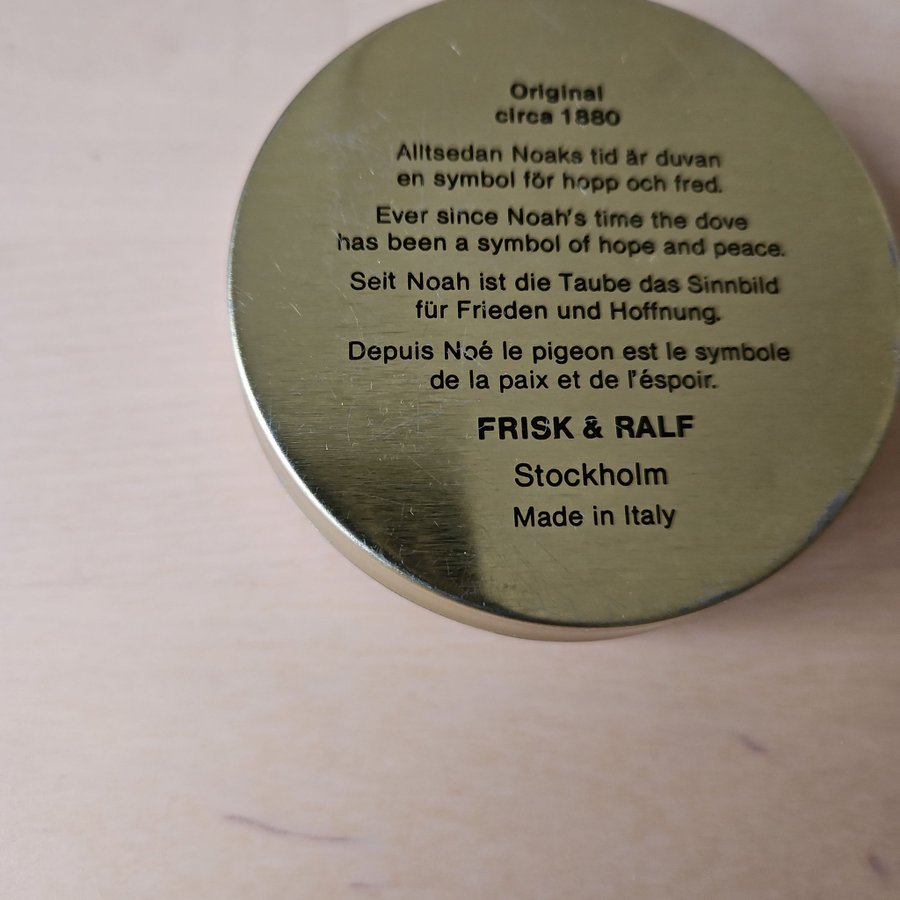 Original
circa 1880
Alltsedan Noaks tid är duvan
en symbol för hopp och fred.
Ever since Noah's time the dove
has been a symbol of hope and peace.
Seit Noah ist die Taube das Sinnbild
für Frieden und Hoffnung.
Depuis Noé le pigeon est le symbole
de la paix et de l'éspoir.
FRISK & RALF
Stockholm
Made in Italy